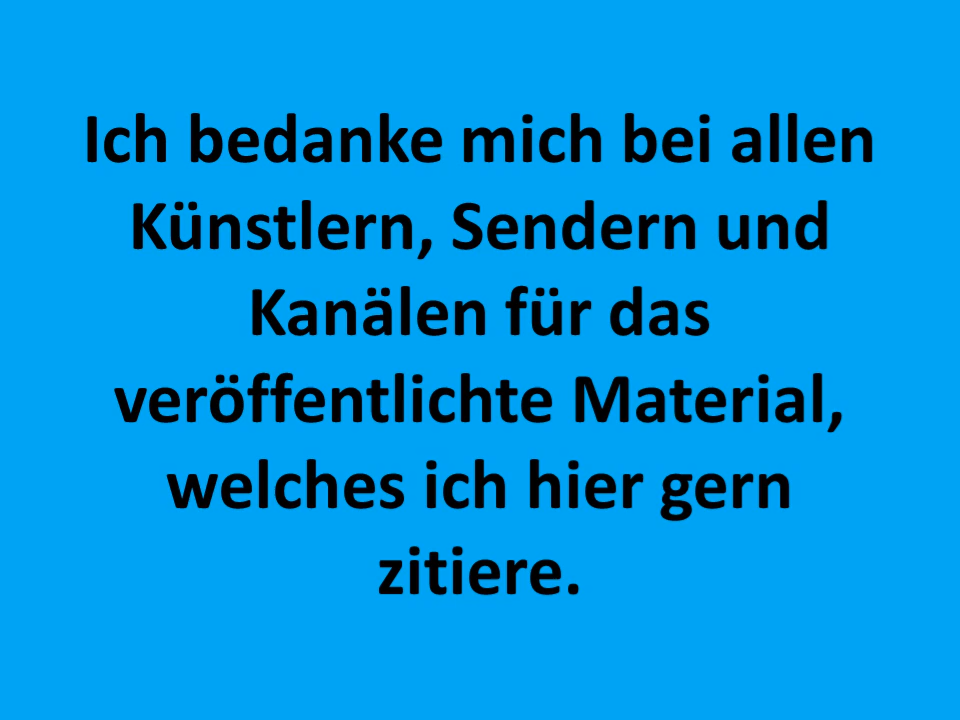 Ich bedanke mich bei allen
Künstlern, Sendern und
Kanälen für das
veröffentlichte Material,
welches ich hier gern
zitiere.